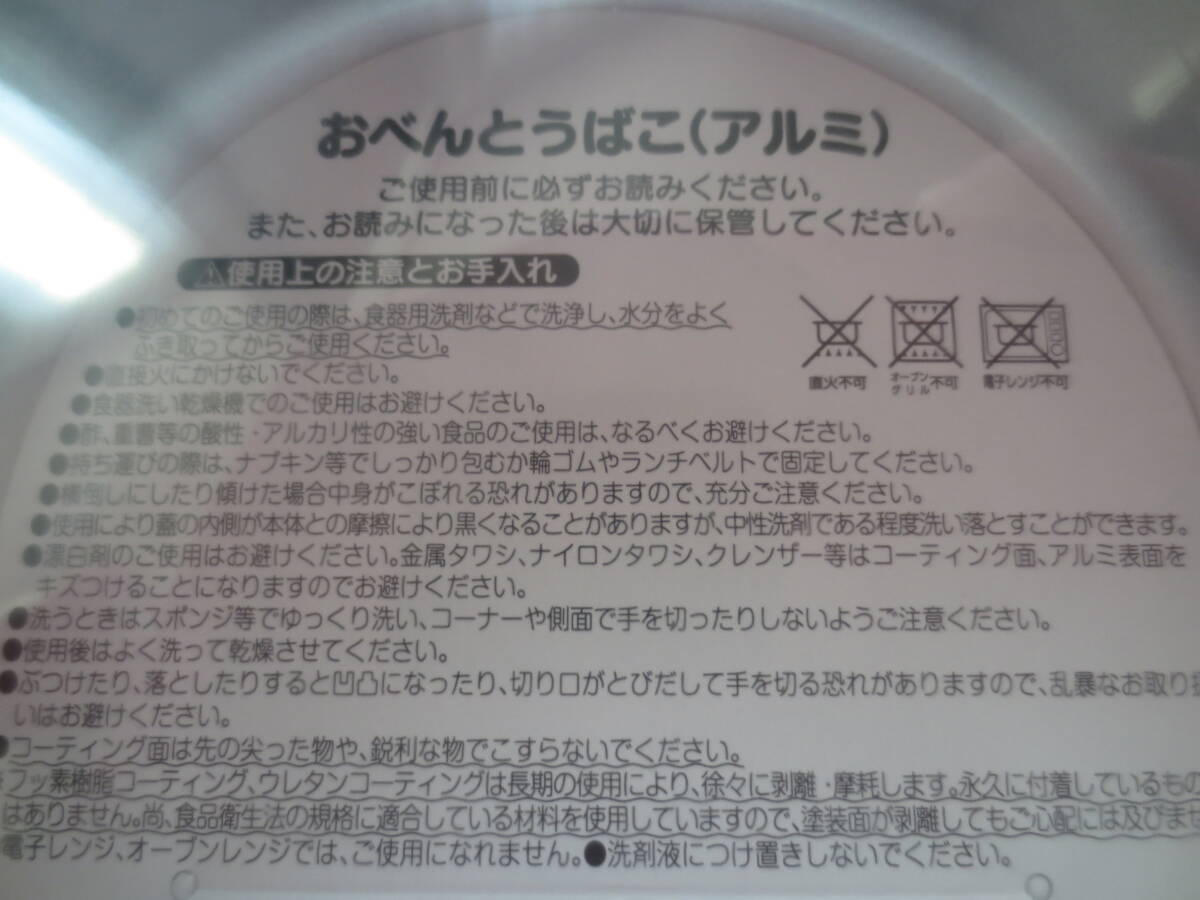 おべんとうばこ(アルミ)
ご使用前に必ずお読みください。
また、お読みになった後は大切に保管してください。
⚠使用上の注意とお手入れ
●初めてのご使用の際は、食器用洗剤などで洗浄し、水分をよく
ふき取ってからご使用ください。
直火不可
オーブングリル不可
電子レンジ不可
●直接火にかけないでください。
●食器洗い乾燥機でのご使用はお避けください。
●酢、重曹等の酸性・アルカリ性の強い食品のご使用は、なるべくお避けください。
●持ち運びの際は、ナプキン等でしっかり包むか輪ゴムやランチベルトで固定してください。
●横倒しにしたり傾けた場合中身がこぼれる恐れがありますので、充分ご注意ください。
●使用により蓋の内側が本体との摩擦により黒くなることがありますが、中性洗剤である程度洗い落とすことができます。
●漂白剤のご使用はお避けください。金属タワシ、ナイロンタワシ、クレンザー等はコーティング面、アルミ表面を
キズつけることになりますのでお避けください。
●洗うときはスポンジ等でゆっくり洗い、コーナーや側面で手を切ったりしないようご注意ください。
●使用後はよく洗って乾燥させてください。
●ぶつけたり、落としたりすると凹凸になったり、切り口がとびだして手を切る恐れがありますので、乱暴なお取り扱
いはお避けください。
●コーティング面は先の尖った物や、鋭利な物でこすらないでください。
フッ素樹脂コーティング、ウレタンコーティングは長期の使用により、徐々に剥離・摩耗します。永久に付着しているもの
はありません。尚、食品衛生法の規格に適合している材料を使用していますので、塗装面が剥離してもご心配には及びませ
電子レンジ、オーブンレンジでは、ご使用になれません。●洗剤液につけ置きしないでください。